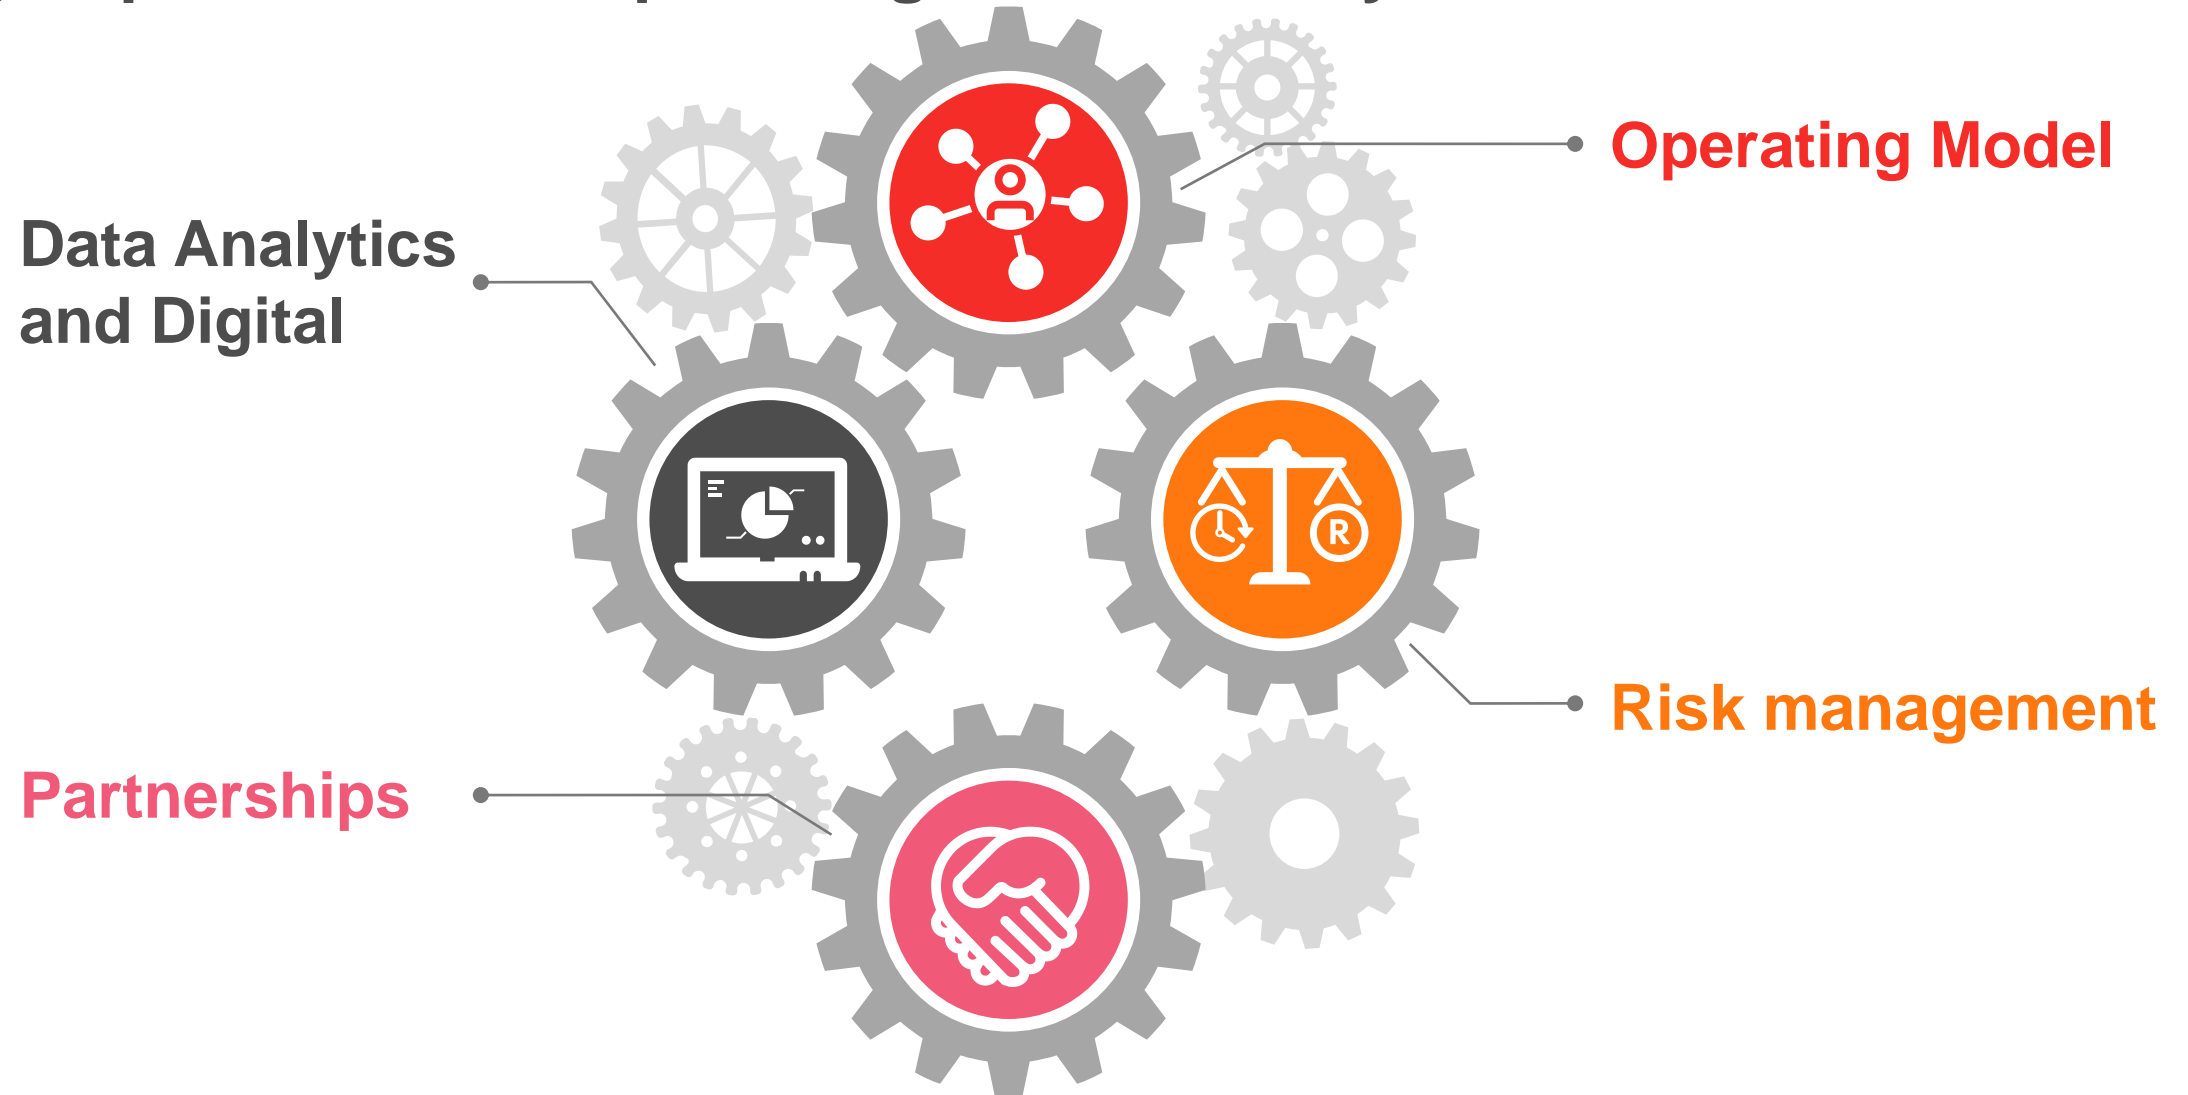 Operating Model
Data Analytics
and Digital
R
Risk management
Partnerships